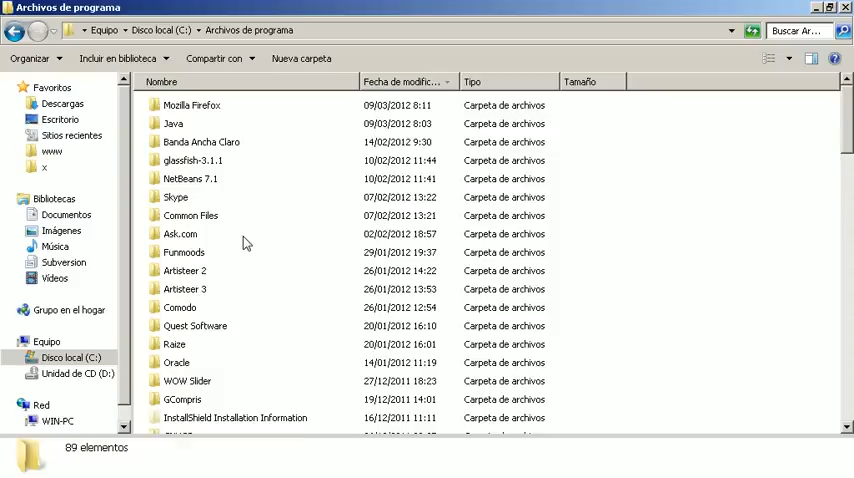 Archivos de programa
Equipo Disco local (C:) Archivos de programa Buscar Ar...
Organizar Incluir en biblioteca Compartir con Nueva carpeta
Nombre Fecha de modific... Tipo Tamaño
Favoritos
Descargas
Escritorio
Sitios recientes
www
x
Bibliotecas
Documentos
Imágenes
Música
Subversion
Vídeos
Grupo en el hogar
Equipo
Disco local (C:)
Unidad de CD (D:)
Red
WIN-PC
Mozilla Firefox 09/03/2012 8:11 Carpeta de archivos
Java 09/03/2012 8:03 Carpeta de archivos
Banda Ancha Claro 14/02/2012 9:30 Carpeta de archivos
glassfish-3.1.1 10/02/2012 11:44 Carpeta de archivos
NetBeans 7.1 10/02/2012 11:41 Carpeta de archivos
Skype 07/02/2012 13:22 Carpeta de archivos
Common Files 07/02/2012 13:21 Carpeta de archivos
Ask.com 02/02/2012 18:57 Carpeta de archivos
Funmoods 29/01/2012 19:37 Carpeta de archivos
Artisteer 2 26/01/2012 14:22 Carpeta de archivos
Artisteer 3 26/01/2012 13:53 Carpeta de archivos
Comodo 26/01/2012 12:54 Carpeta de archivos
Quest Software 20/01/2012 16:10 Carpeta de archivos
Raize 20/01/2012 16:01 Carpeta de archivos
Oracle 14/01/2012 11:19 Carpeta de archivos
WOW Slider 27/12/2011 18:23 Carpeta de archivos
GCompris 19/12/2011 14:01 Carpeta de archivos
InstallShield Installation Information 16/12/2011 11:11 Carpeta de archivos
89 elementos